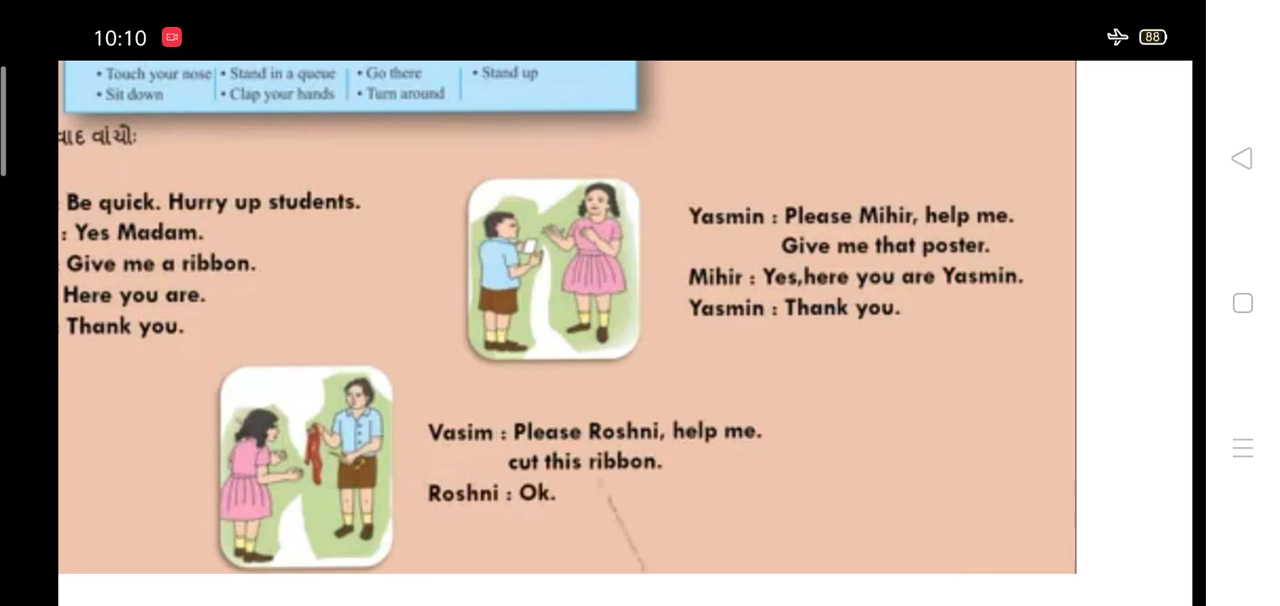 10:10
88
• Touch your nose • Stand in a queue • Go there • Stand up
• Sit down • Clap your hands • Turn around
વાંચો:
: Be quick. Hurry up students.
: Yes Madam.
: Give me a ribbon.
Here you are.
: Thank you.
Yasmin : Please Mihir, help me.
Give me that poster.
Mihir : Yes,here you are Yasmin.
Yasmin : Thank you.
Vasim : Please Roshni, help me.
cut this ribbon.
Roshni : Ok.